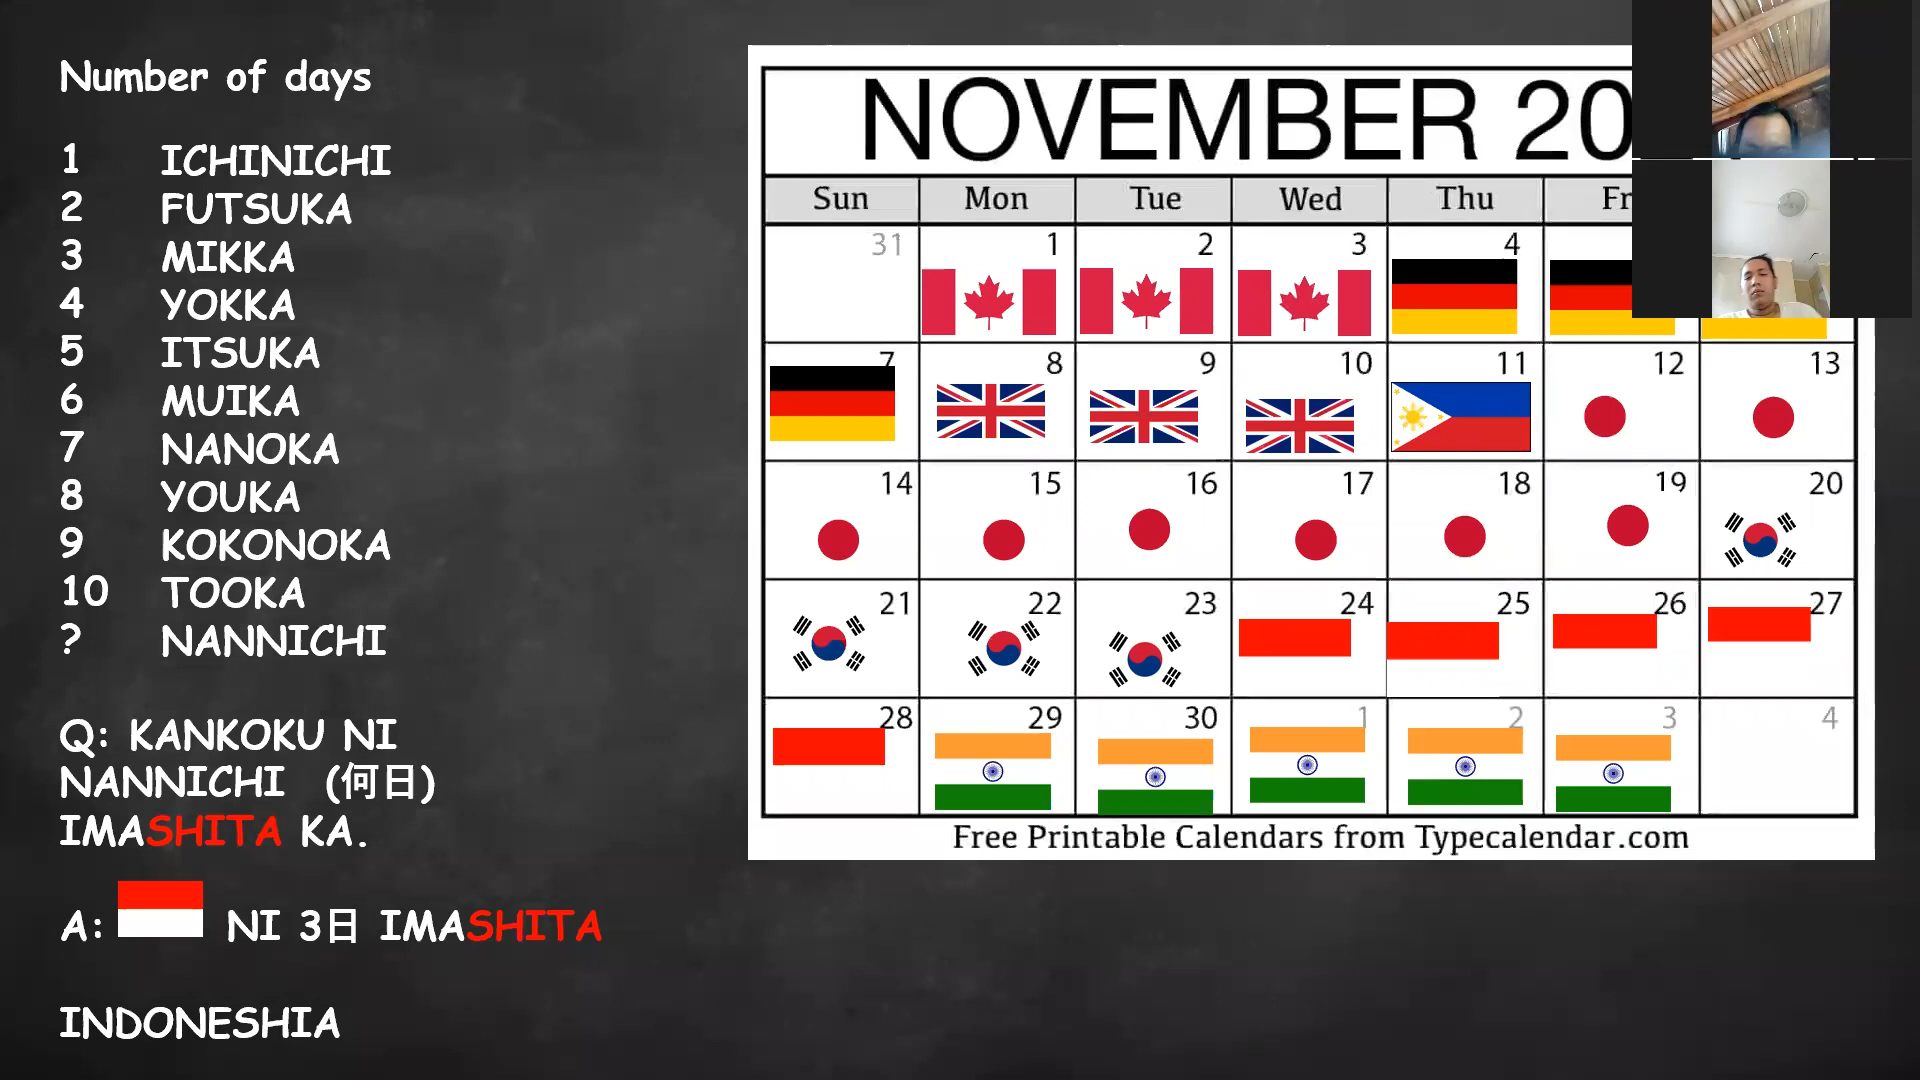 Number of days
1 ICHINICHI
2 FUTSUKA
3 MIKKA
4 YOKKA
5 ITSUKA
6 MUIKA
7 NANOKA
8 YOUKA
9 KOKONOKA
10 TOOKA
? NANNICHI
Q: KANKOKU NI
NANNICHI (何日)
IMASHITA KA.
A: NI 3日 IMASHITA
INDONESHIA
NOVEMBER 20
Sun Mon Tue Wed Thu Fr
31 1 2 3 4
7 8 9 10 11 12 13
14 15 16 17 18 19 20
21 22 23 24 25 26 27
28 29 30 1 2 3 4
Free Printable Calendars from Typecalendar.com